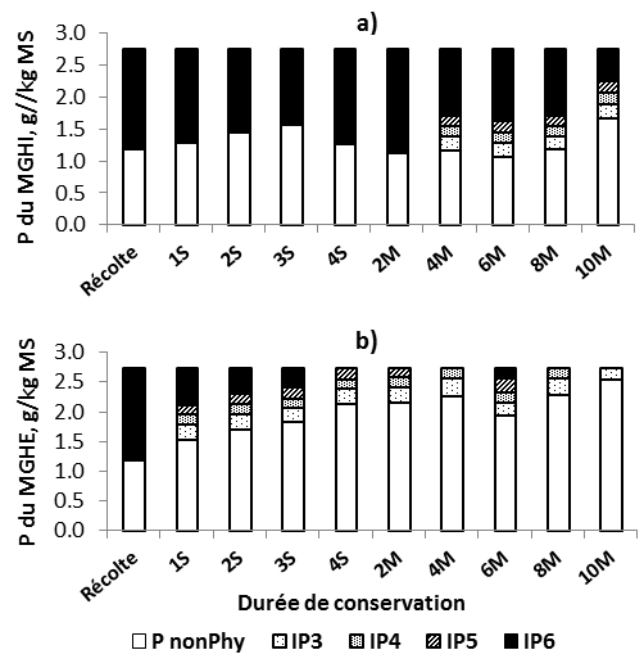 a)
P du MGHI, g//kg MS
3.0
2.5
2.0
1.5
1.0
0.5
0.0
Récolte 1S 2S 3S 4S 2M 4M 6M 8M 10M
b)
P du MGHE, g/kg MS
3.0
2.5
2.0
1.5
1.0
0.5
0.0
Récolte 1S 2S 3S 4S 2M 4M 6M 8M 10M
Durée de conservation
P nonPhy IP3 IP4 IP5 IP6